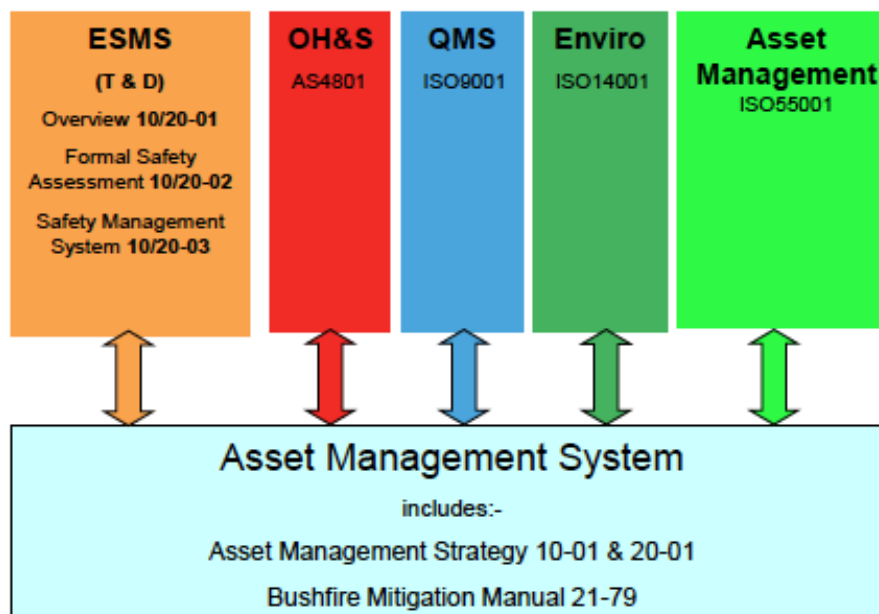 ESMS
(T & D)
Overview 10/20-01
Formal Safety
Assessment 10/20-02
Safety Management
System 10/20-03
OH&S
AS4801
QMS
ISO9001
Enviro
ISO14001
Asset
Management
ISO55001
Asset Management System
includes:-
Asset Management Strategy 10-01 & 20-01
Bushfire Mitigation Manual 21-79